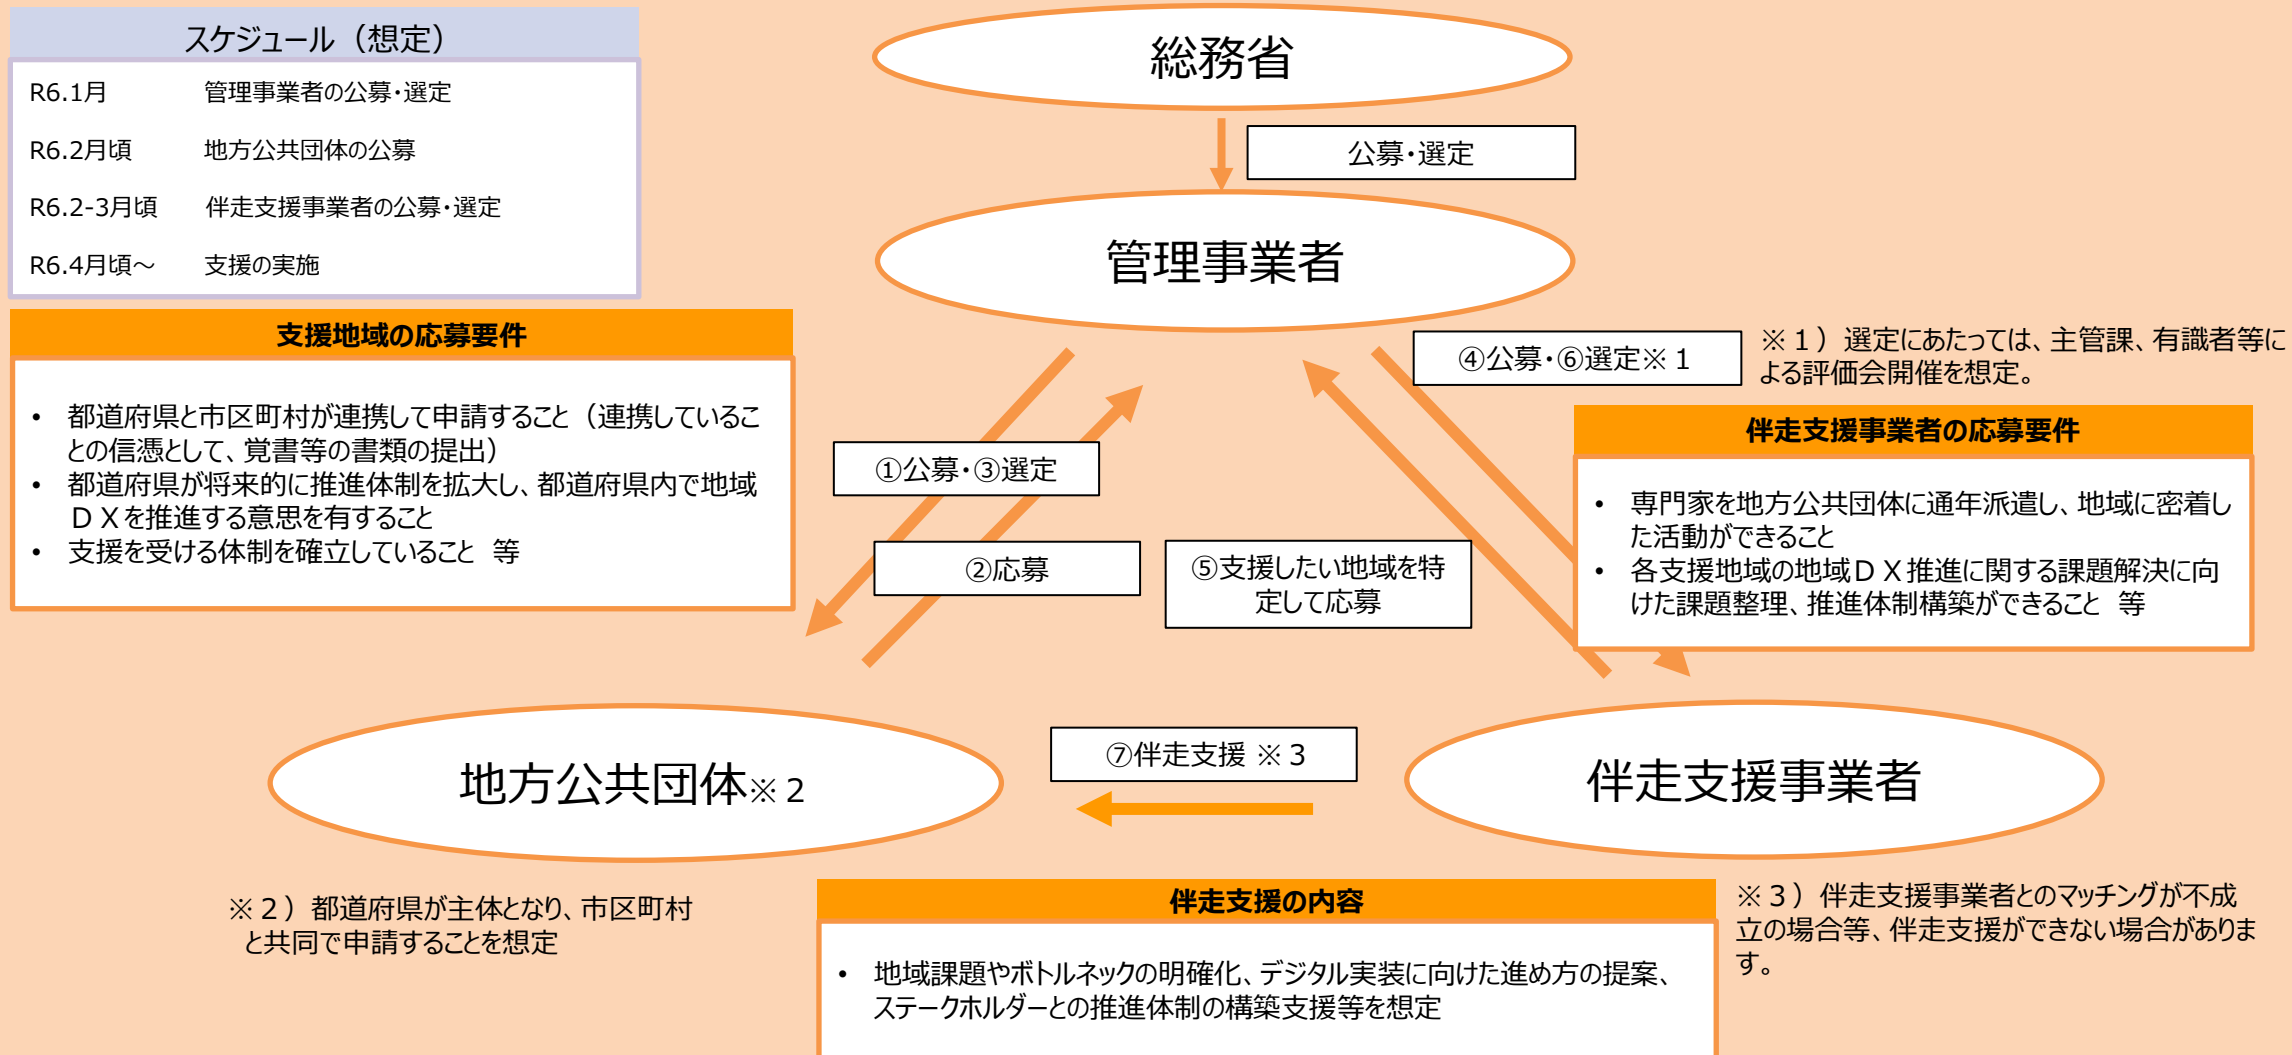 スケジュール（想定）
R6.1月 管理事業者の公募・選定
R6.2月頃 地方公共団体の公募
R6.2-3月頃 伴走支援事業者の公募・選定
R6.4月頃～ 支援の実施
総務省
公募・選定
管理事業者
支援地域の応募要件
• 都道府県と市区町村が連携して申請すること（連携しているこ
との信憑として、覚書等の書類の提出）
• 都道府県が将来的に推進体制を拡大し、都道府県内で地域
ＤＸを推進する意思を有すること
• 支援を受ける体制を確立していること 等
①公募・③選定
②応募
④公募・⑥選定※１
⑤支援したい地域を特
定して応募
※１）選定にあたっては、主管課、有識者等に
よる評価会開催を想定。
伴走支援事業者の応募要件
• 専門家を地方公共団体に通年派遣し、地域に密着し
た活動ができること
• 各支援地域の地域ＤＸ推進に関する課題解決に向
けた課題整理、推進体制構築ができること 等
地方公共団体※２
⑦伴走支援 ※３
伴走支援事業者
※２）都道府県が主体となり、市区町村
と共同で申請することを想定
伴走支援の内容
• 地域課題やボトルネックの明確化、デジタル実装に向けた進め方の提案、
ステークホルダーとの推進体制の構築支援等を想定
※３）伴走支援事業者とのマッチングが不成
立の場合等、伴走支援ができない場合がありま
す。